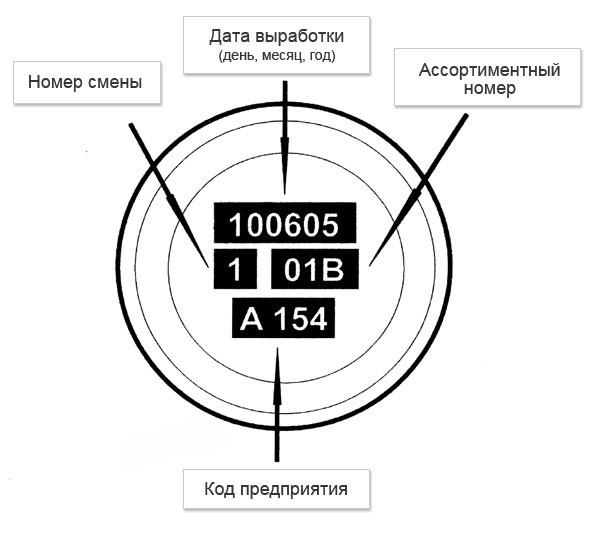 Дата выработки
(день, месяц, год)
Номер смены
Ассортиментный
номер
100605
1 01В
А 154
Код предприятия